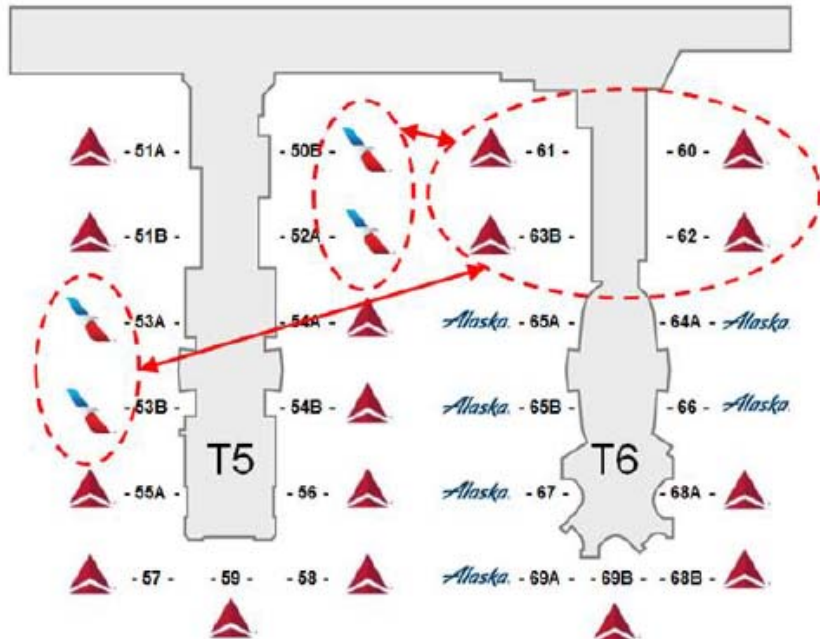 - 51A -
- 50B -
- 61 -
- 60 -
- 51B -
- 52A -
- 63B -
- 62 -
- 53A -
- 54A -
Alaska.
- 65A -
- 64A -
Alaska.
- 53B -
- 54B -
Alaska.
- 65B -
- 66 -
Alaska.
T5
T6
- 55A -
- 56 -
Alaska.
- 67 -
- 68A -
- 57 -
- 59 -
- 58 -
Alaska.
- 69A -
- 69B -
- 68B -